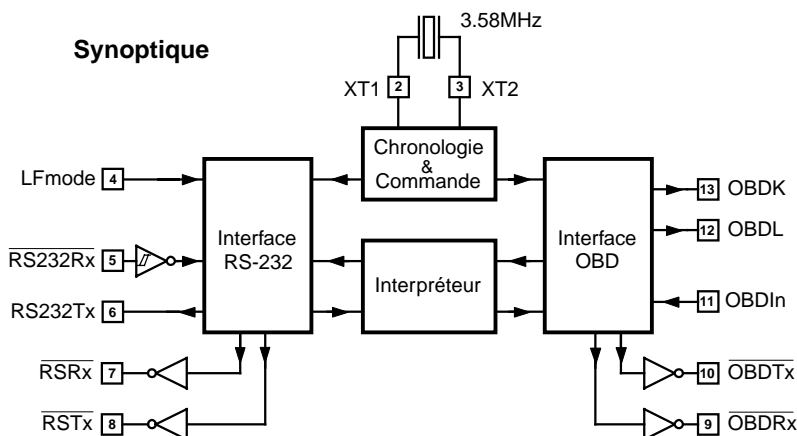 3.58MHz
Synoptique
XT1 2 3 XT2
Chronologie
&
Commande
LFmode 4
13 OBDK
12 OBDL
Interface
RS-232
Interface
OBD
RS232Rx 5
Interpréteur
RS232Tx 6
11 OBDIn
RSRx 7
10 OBDTx
RSTx 8
9 OBDRx